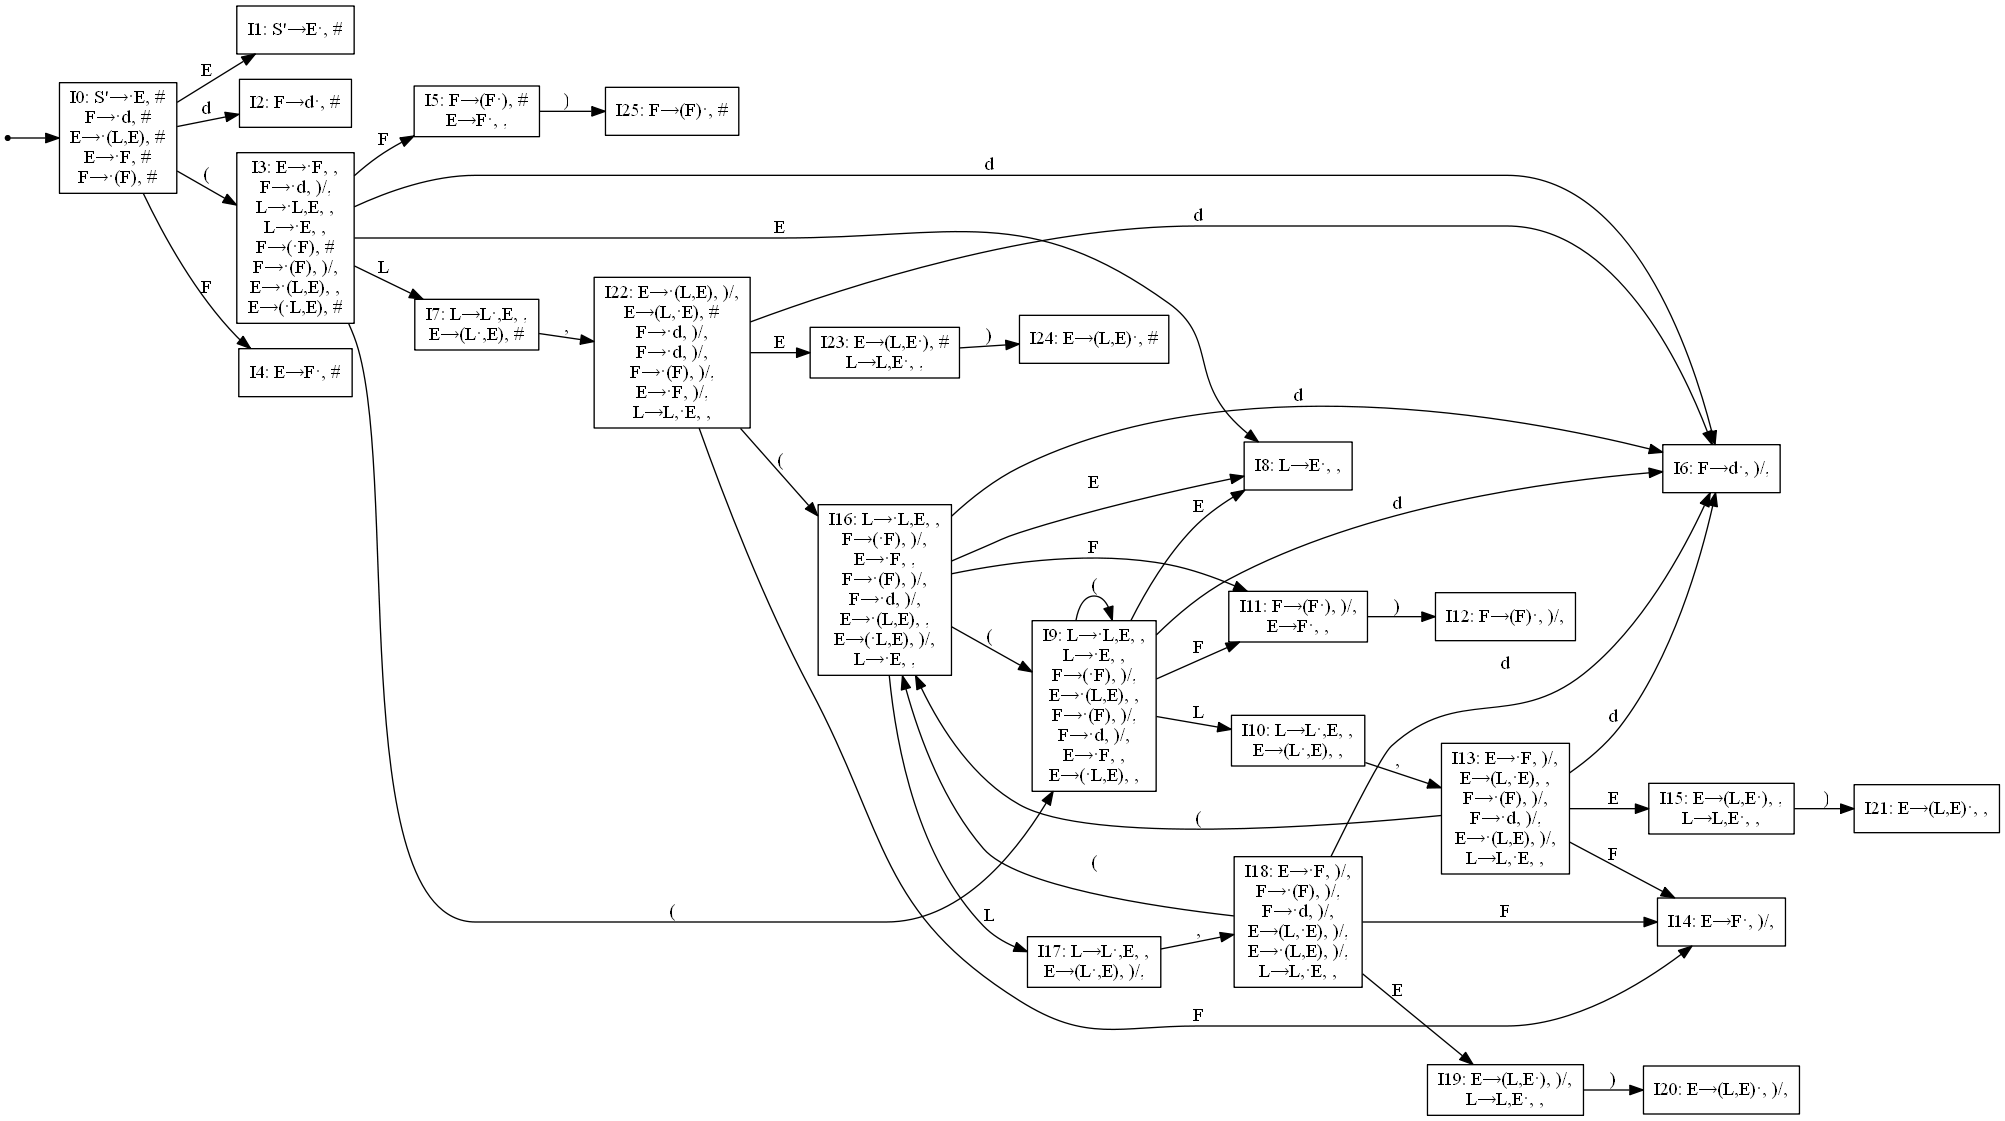 I1: S'→E·, #
E
I0: S'→·E, #
F→·d, #
E→·(L,E), #
E→·F, #
F→·(F), #
d
I2: F→d·, #
(
F
I3: E→·F, ,
F→·d, )/,
L→·L,E, ,
L→·E, ,
F→(·F), #
F→·(F), )/,
E→·(L,E), ,
E→(·L,E), #
I4: E→F·, #
F
I5: F→(F·), #
E→F·, ,
)
I25: F→(F)·, #
d
E
L
I7: L→L·,E, ,
E→(L·,E), #
,
I22: E→·(L,E), )/,
E→(L,·E), #
F→·d, )/,
F→·d, )/,
F→·(F), )/,
E→·F, )/,
L→L,·E, ,
d
E
I23: E→(L,E·), #
L→L,E·, ,
)
I24: E→(L,E)·, #
(
d
E
F
I8: L→E·, ,
I6: F→d·, )/,
I16: L→·L,E, ,
F→(·F), )/,
E→·F, ,
F→·(F), )/,
F→·d, )/,
E→·(L,E), ,
E→(·L,E), )/,
L→·E, ,
(
(
E
d
F
L
I9: L→·L,E, ,
L→·E, ,
F→(·F), )/,
E→·(L,E), ,
F→·(F), )/,
F→·d, )/,
E→·F, ,
E→(·L,E), ,
I11: F→(F·), )/,
E→F·, ,
)
I12: F→(F)·, )/,
I10: L→L·,E, ,
E→(L·,E), ,
,
I13: E→·F, )/,
E→(L,·E), ,
F→·(F), )/,
F→·d, )/,
E→·(L,E), )/,
L→L,·E, ,
d
E
F
I15: E→(L,E·), ,
L→L,E·, ,
)
I21: E→(L,E)·, ,
(
(
(
d
L
I17: L→L·,E, ,
E→(L·,E), )/,
,
I18: E→·F, )/,
F→·(F), )/,
F→·d, )/,
E→(L,·E), )/,
E→·(L,E), )/,
L→L,·E, ,
F
I14: E→F·, )/,
E
F
I19: E→(L,E·), )/,
L→L,E·, ,
)
I20: E→(L,E)·, )/,